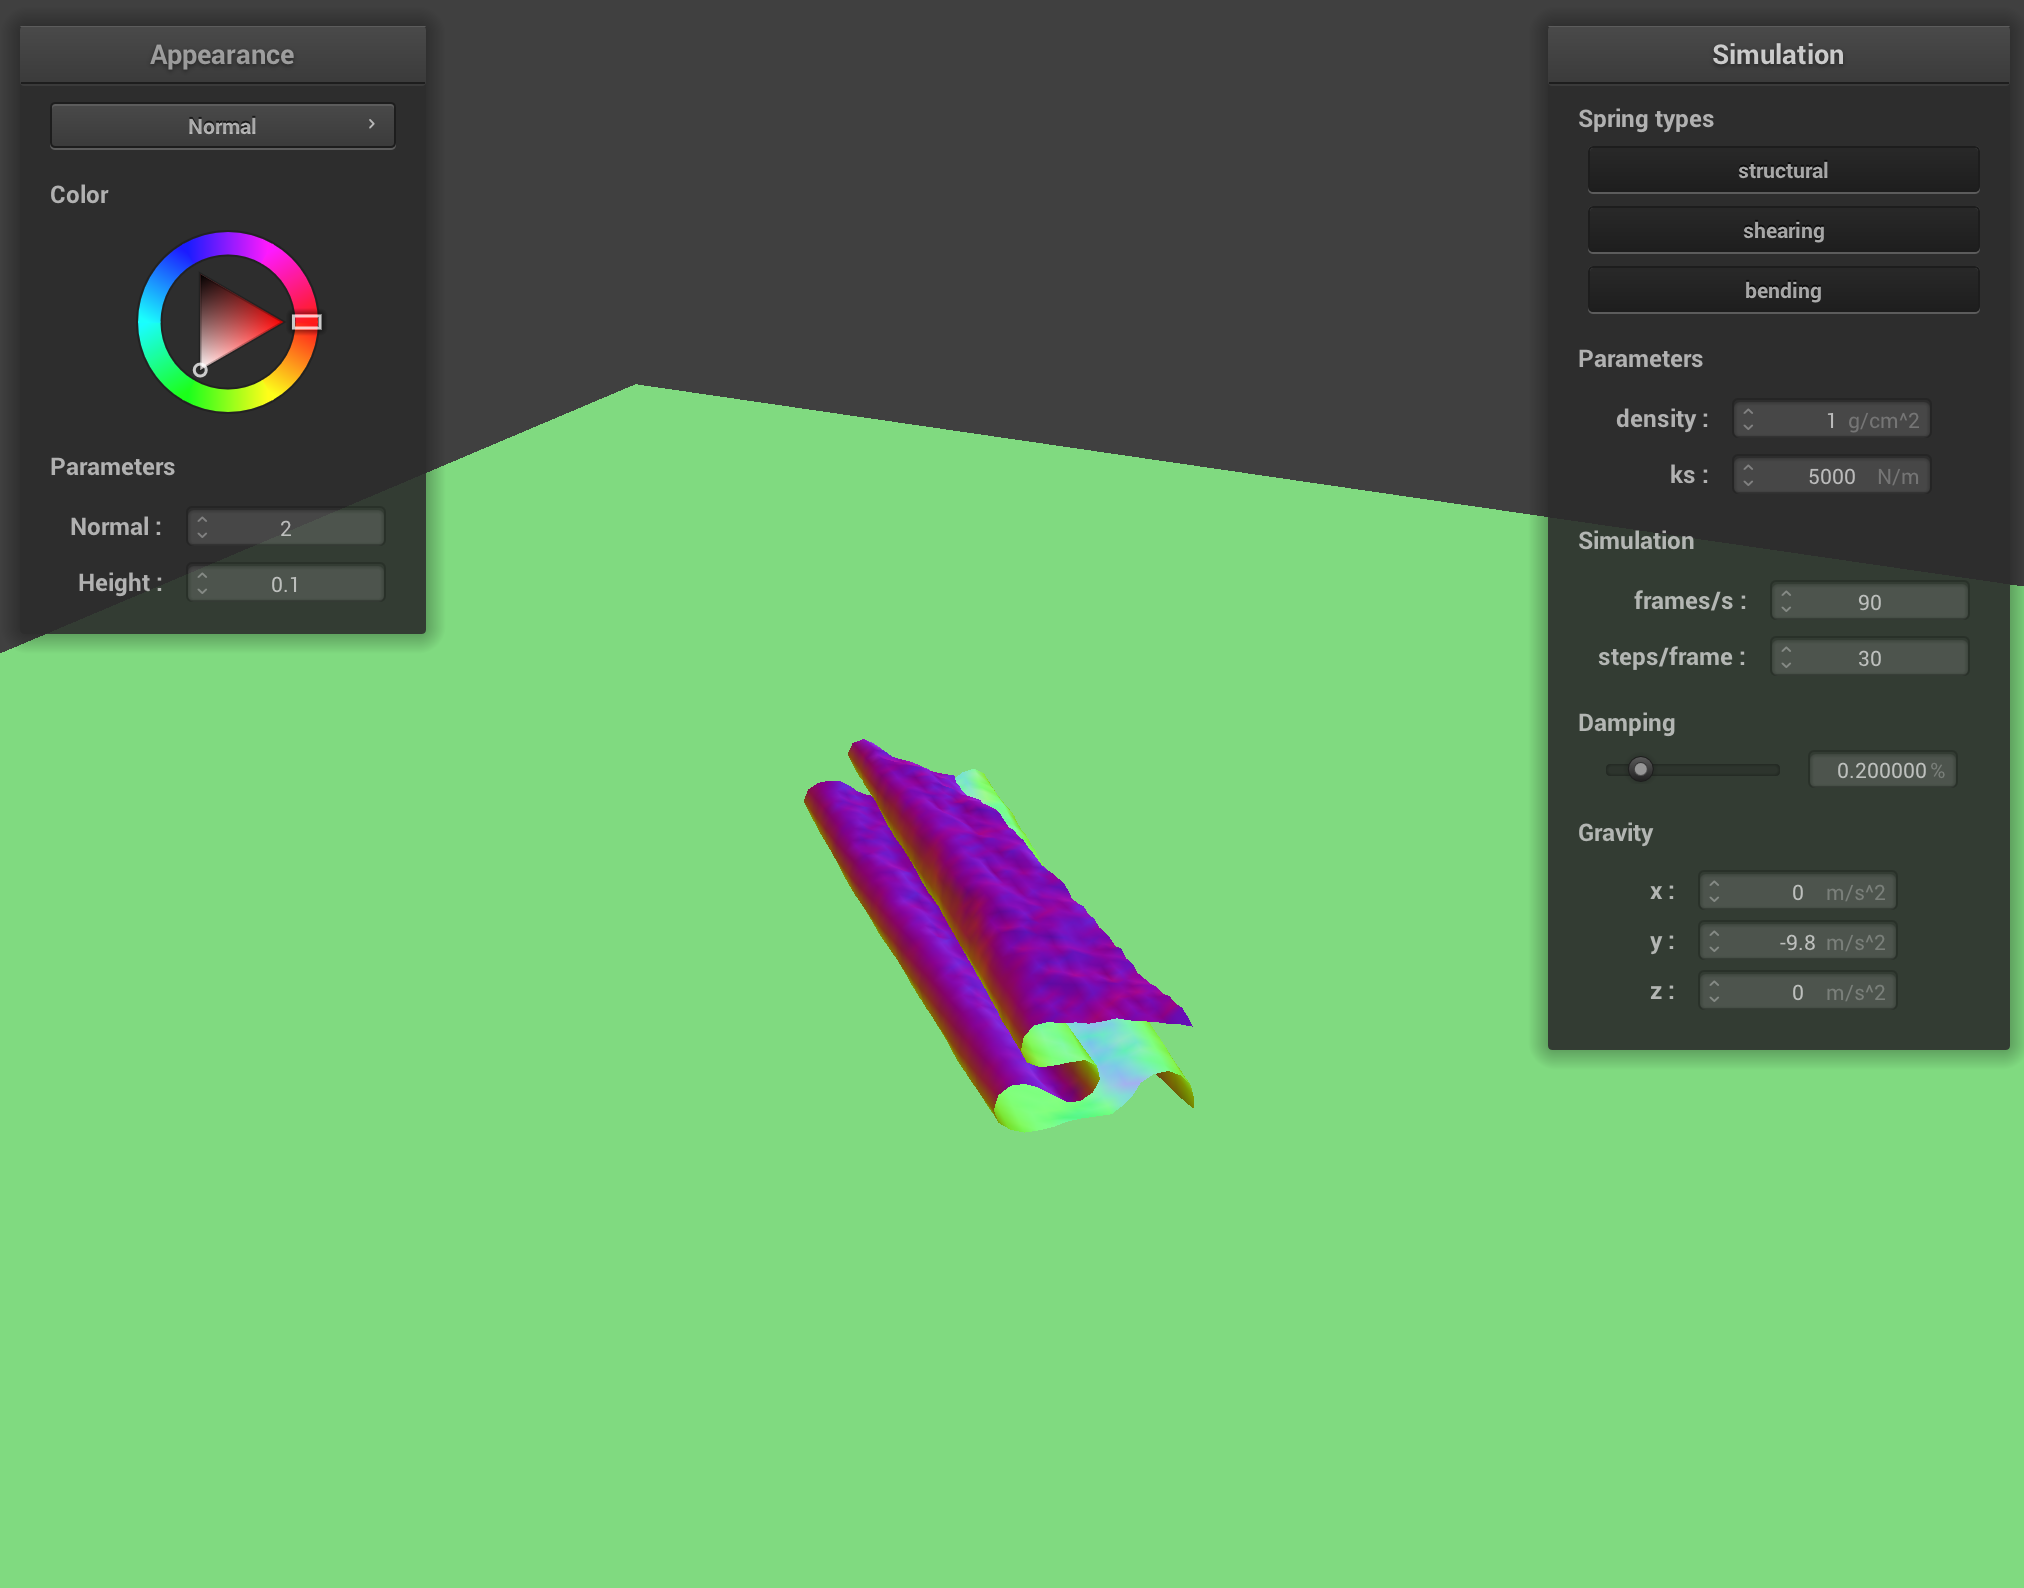 Appearance
Normal
Color
Parameters
Normal : 2
Height : 0.1
Simulation
Spring types
structural
shearing
bending
Parameters
density : 1 g/cm^2
ks : 5000 N/m
Simulation
frames/s : 90
steps/frame : 30
Damping
0.200000 %
Gravity
x : 0 m/s^2
y : -9.8 m/s^2
z : 0 m/s^2